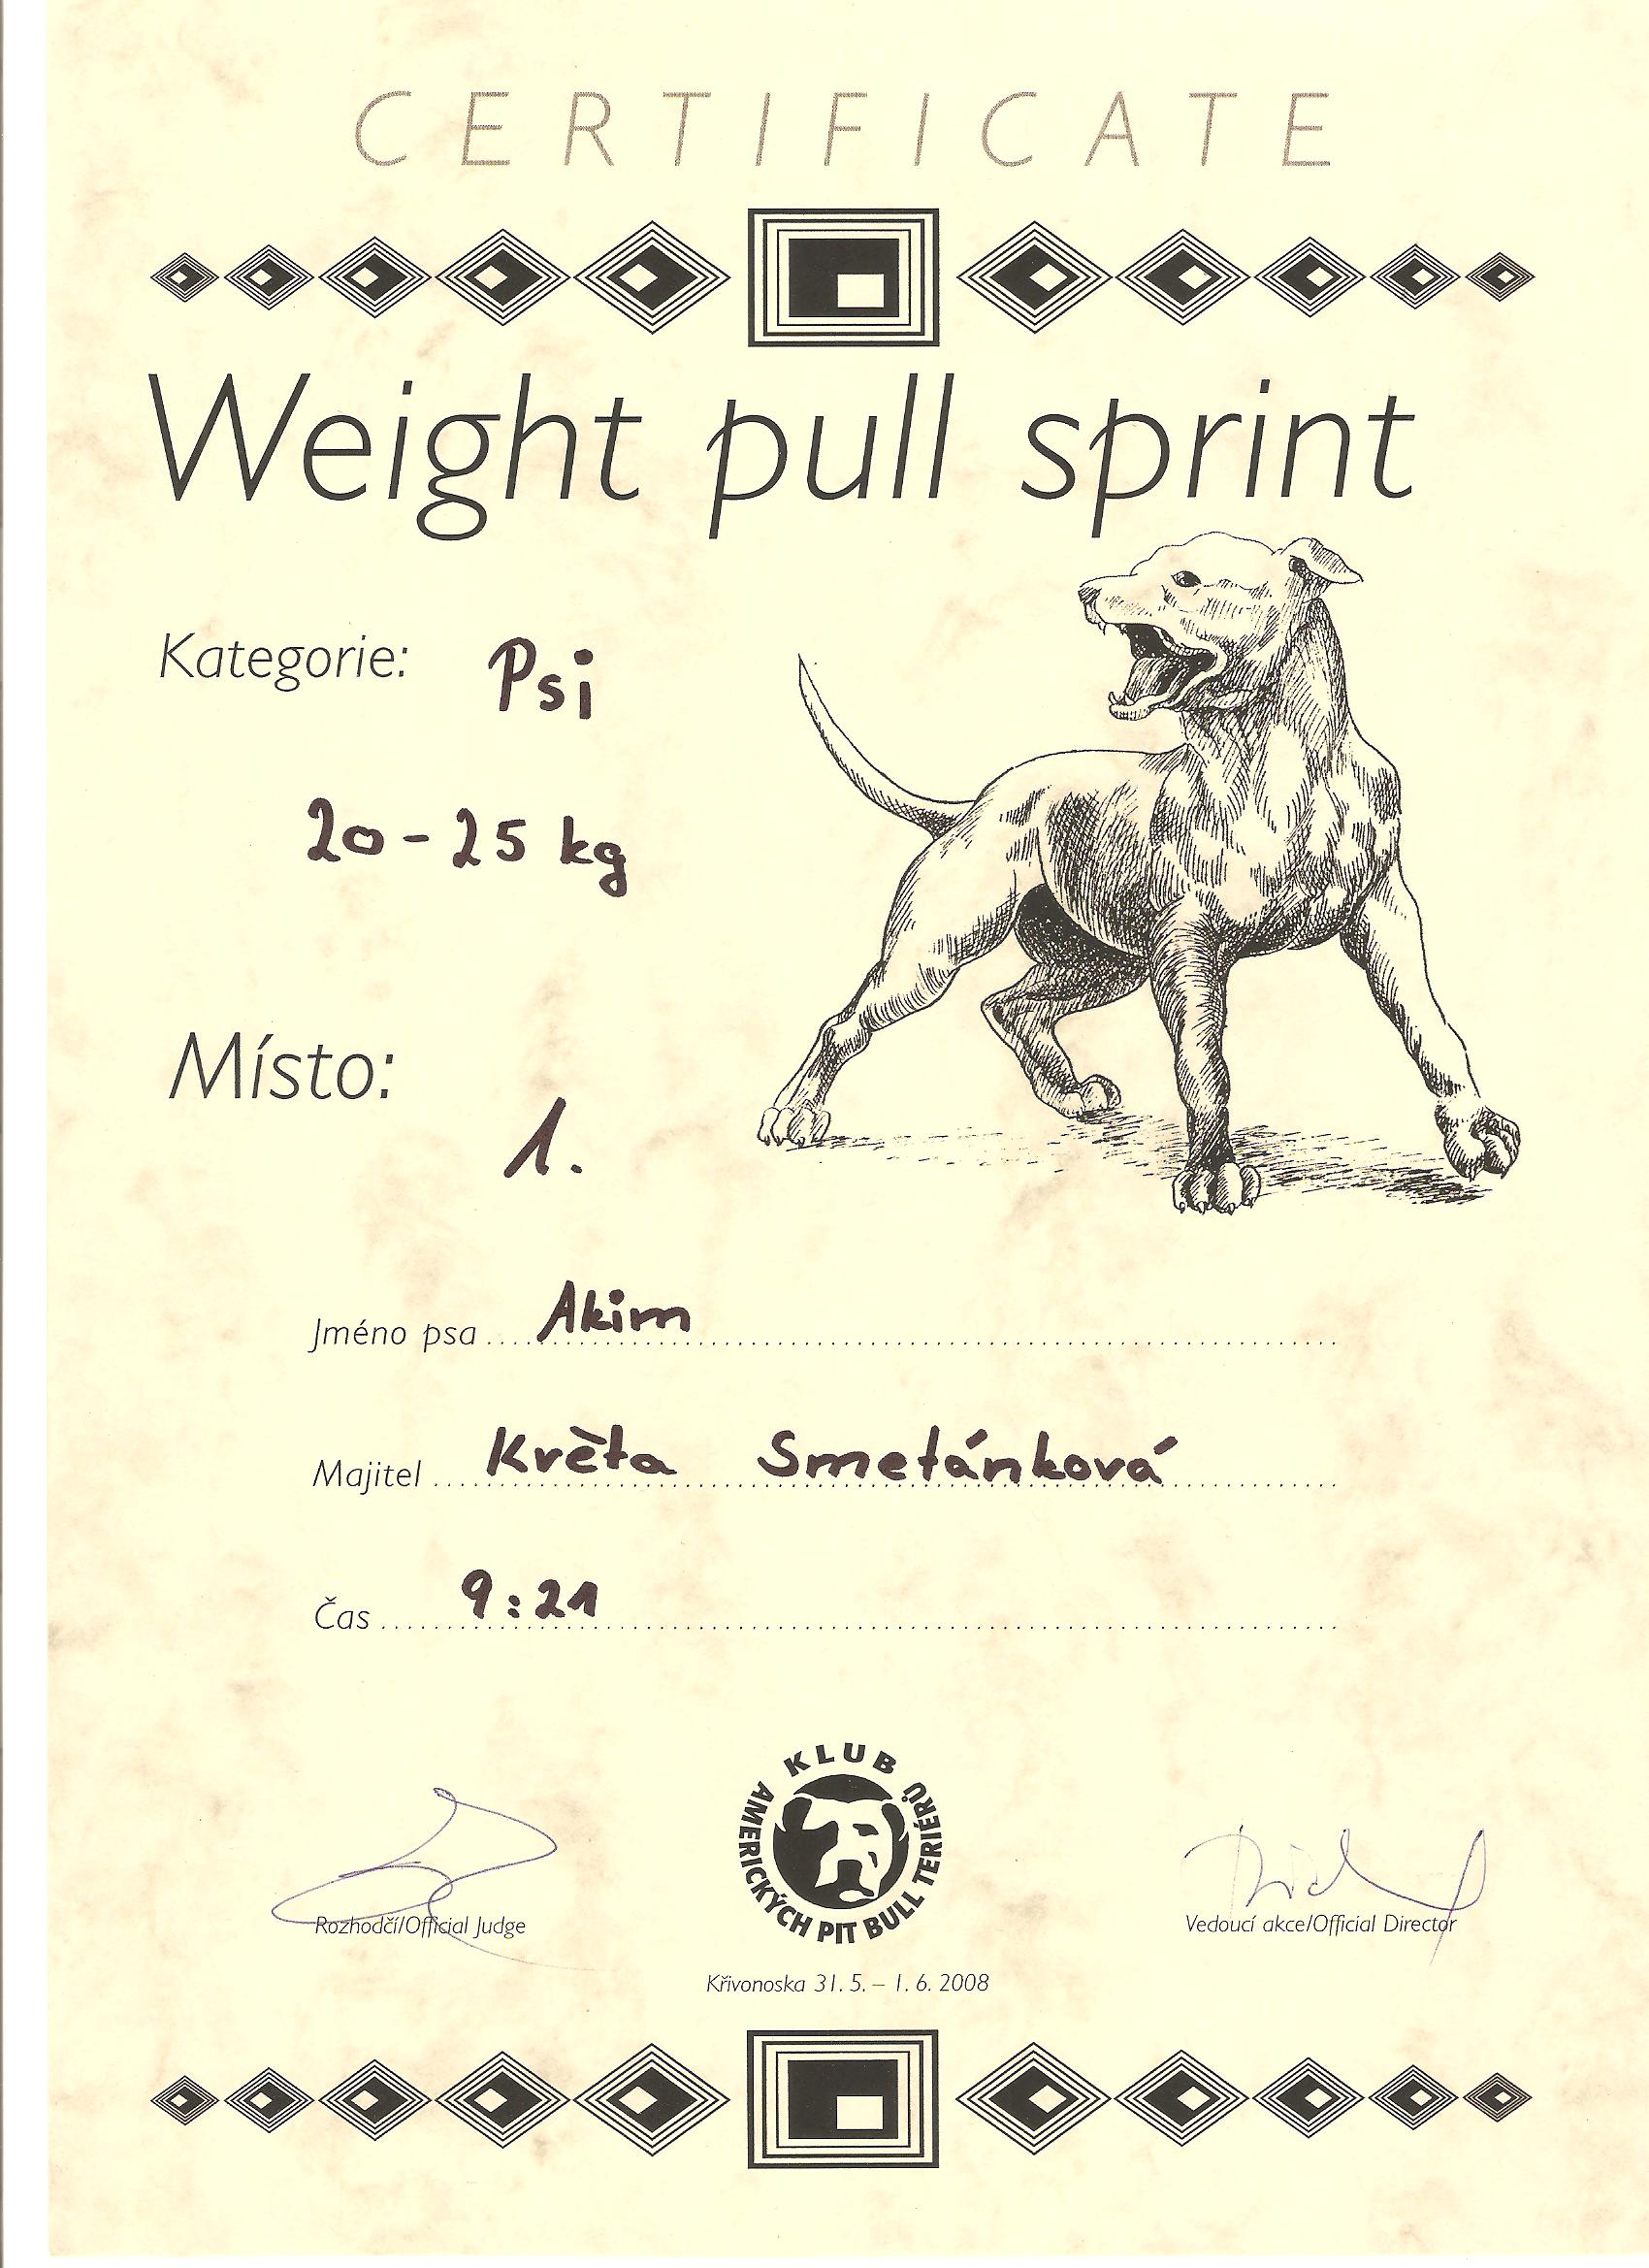 CERTIFICATE
Weight pull sprint
Kategorie: Psi
20-25 kg
Místo:
1.
Jméno psa Akim
Majitel Květa Smetánková
Čas 9:21
KLUB
AMERICKÝCH PIT BULL TERIÉRŮ
Rozhodčí/Official Judge
Vedoucí akce/Official Director
Křivonoska 31. 5. – 1. 6. 2008